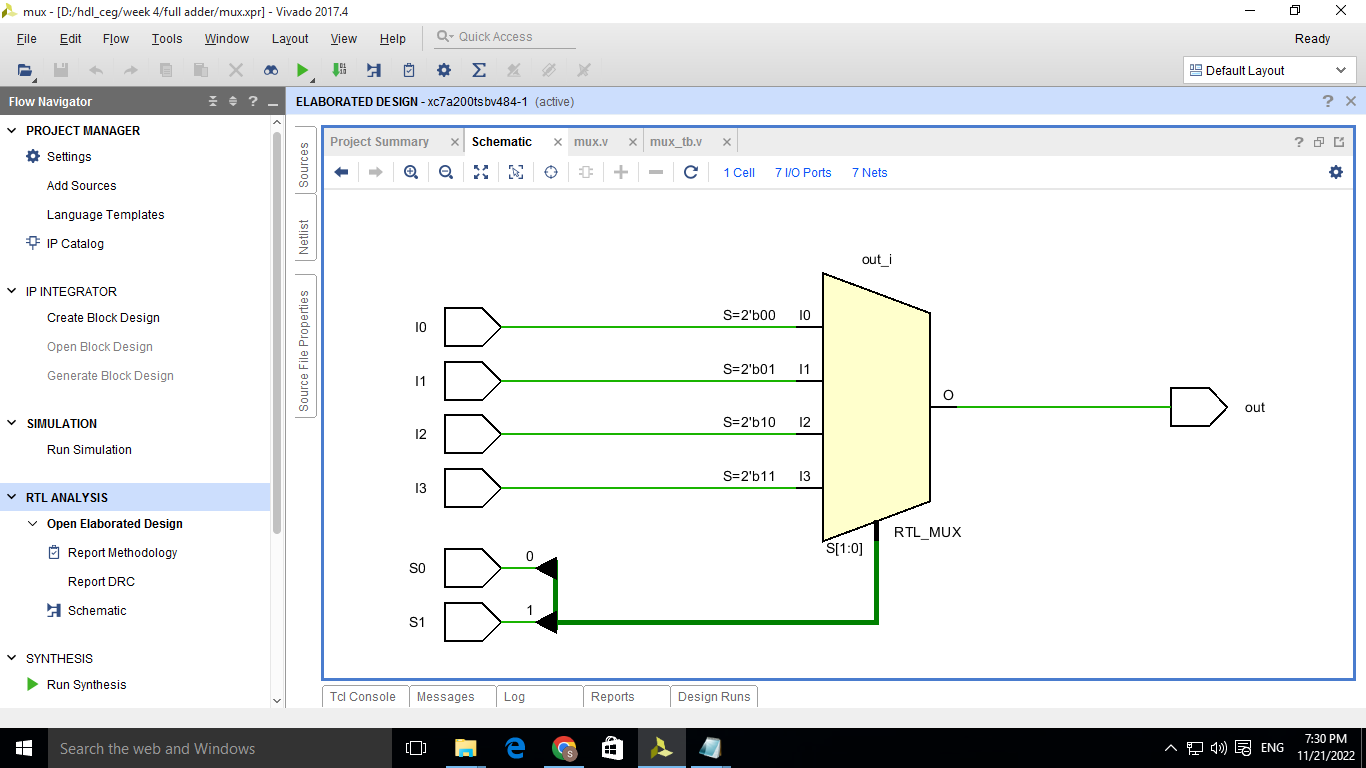 mux - [D:/hdl_ceg/week 4/full adder/mux.xpr] - Vivado 2017.4
File Edit Flow Tools Window Layout View Help Quick Access Ready
Default Layout
Flow Navigator
ELABORATED DESIGN - xc7a200tsbv484-1 (active)
PROJECT MANAGER
Settings
Add Sources
Language Templates
IP Catalog
IP INTEGRATOR
Create Block Design
Open Block Design
Generate Block Design
SIMULATION
Run Simulation
RTL ANALYSIS
Open Elaborated Design
Report Methodology
Report DRC
Schematic
SYNTHESIS
Run Synthesis
Sources
Netlist
Source File Properties
Project Summary Schematic mux.v mux_tb.v
1 Cell 7 I/O Ports 7 Nets
out_i
I0 S=2'b00 I0
I1 S=2'b01 I1
O
out
I2 S=2'b10 I2
I3 S=2'b11 I3
RTL_MUX
S[1:0]
S0 0
S1 1
Tcl Console Messages Log Reports Design Runs
Search the web and Windows
ENG
7:30 PM
11/21/2022